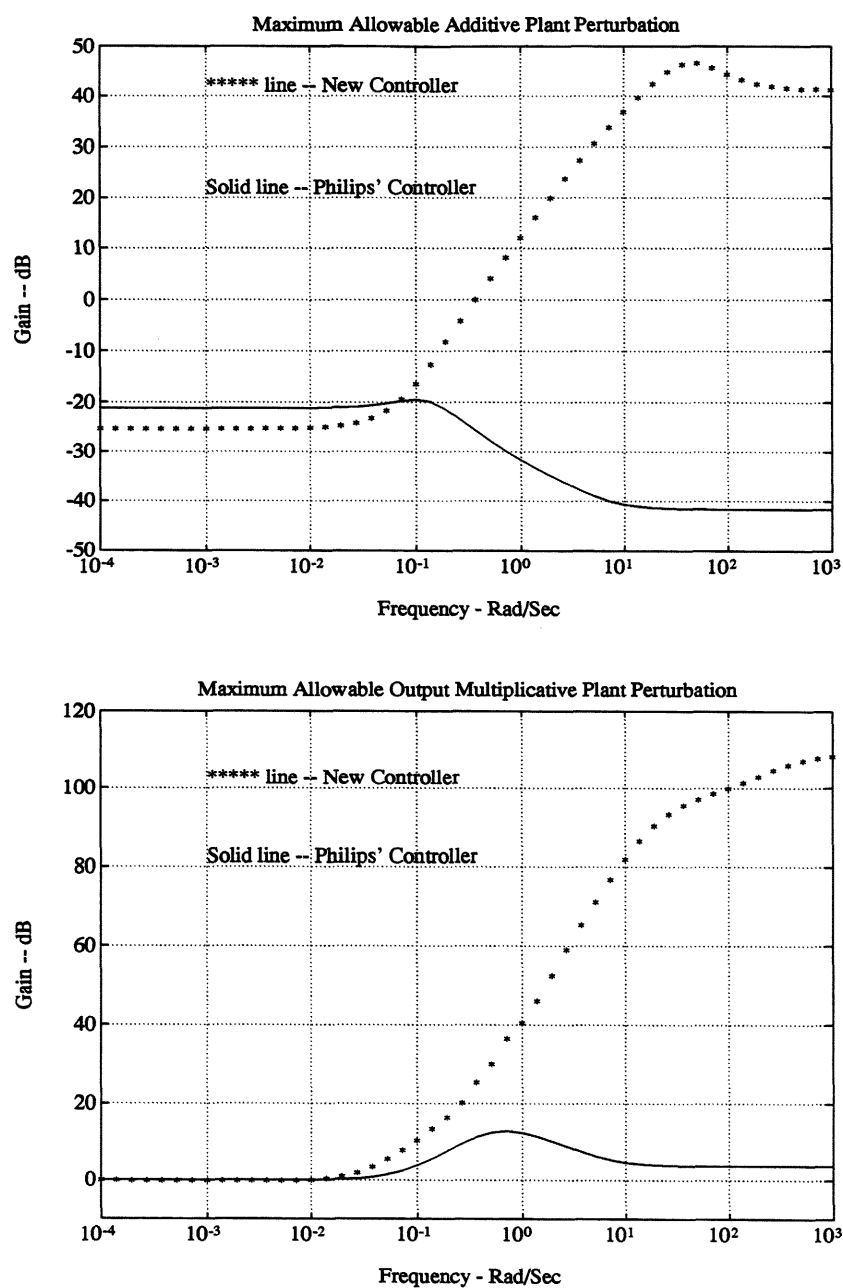 Maximum Allowable Additive Plant Perturbation
50
40
30
20
10
0
-10
-20
-30
-40
-50
***** line -- New Controller
Solid line -- Philips' Controller
Gain -- dB
10-4 10-3 10-2 10-1 100 101 102 103
Frequency - Rad/Sec
Maximum Allowable Output Multiplicative Plant Perturbation
120
100
80
60
40
20
0
***** line -- New Controller
Solid line -- Philips' Controller
Gain -- dB
10-4 10-3 10-2 10-1 100 101 102 103
Frequency - Rad/Sec